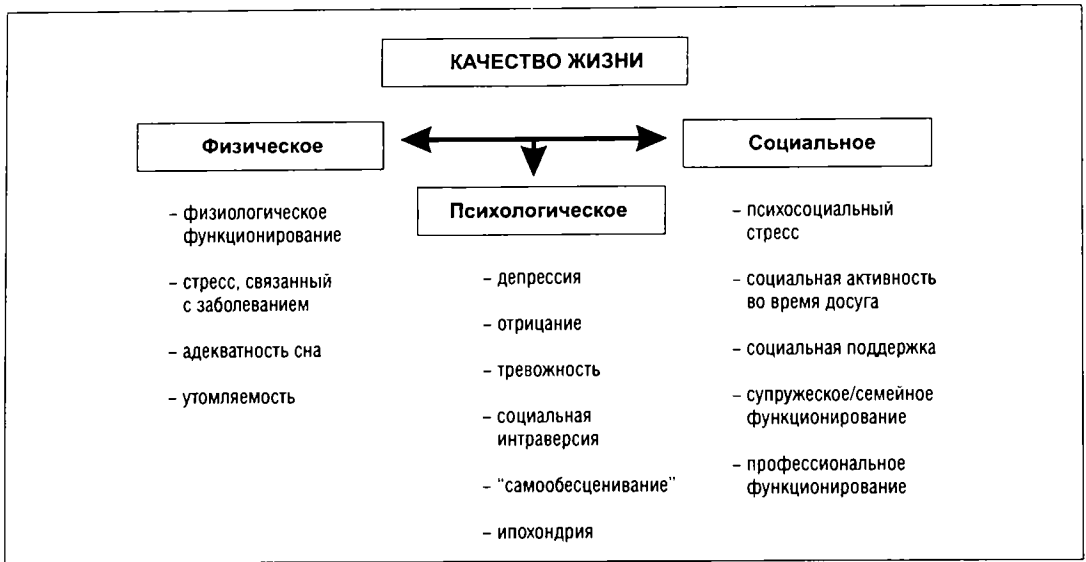 КАЧЕСТВО ЖИЗНИ
Физическое
– физиологическое
функционирование
– стресс, связанный
с заболеванием
– адекватность сна
– утомляемость
Психологическое
– депрессия
– отрицание
– тревожность
– социальная
интраверсия
– “самообесценивание”
– ипохондрия
Социальное
– психосоциальный
стресс
– социальная активность
во время досуга
– социальная поддержка
– супружеское/семейное
функционирование
– профессиональное
функционирование